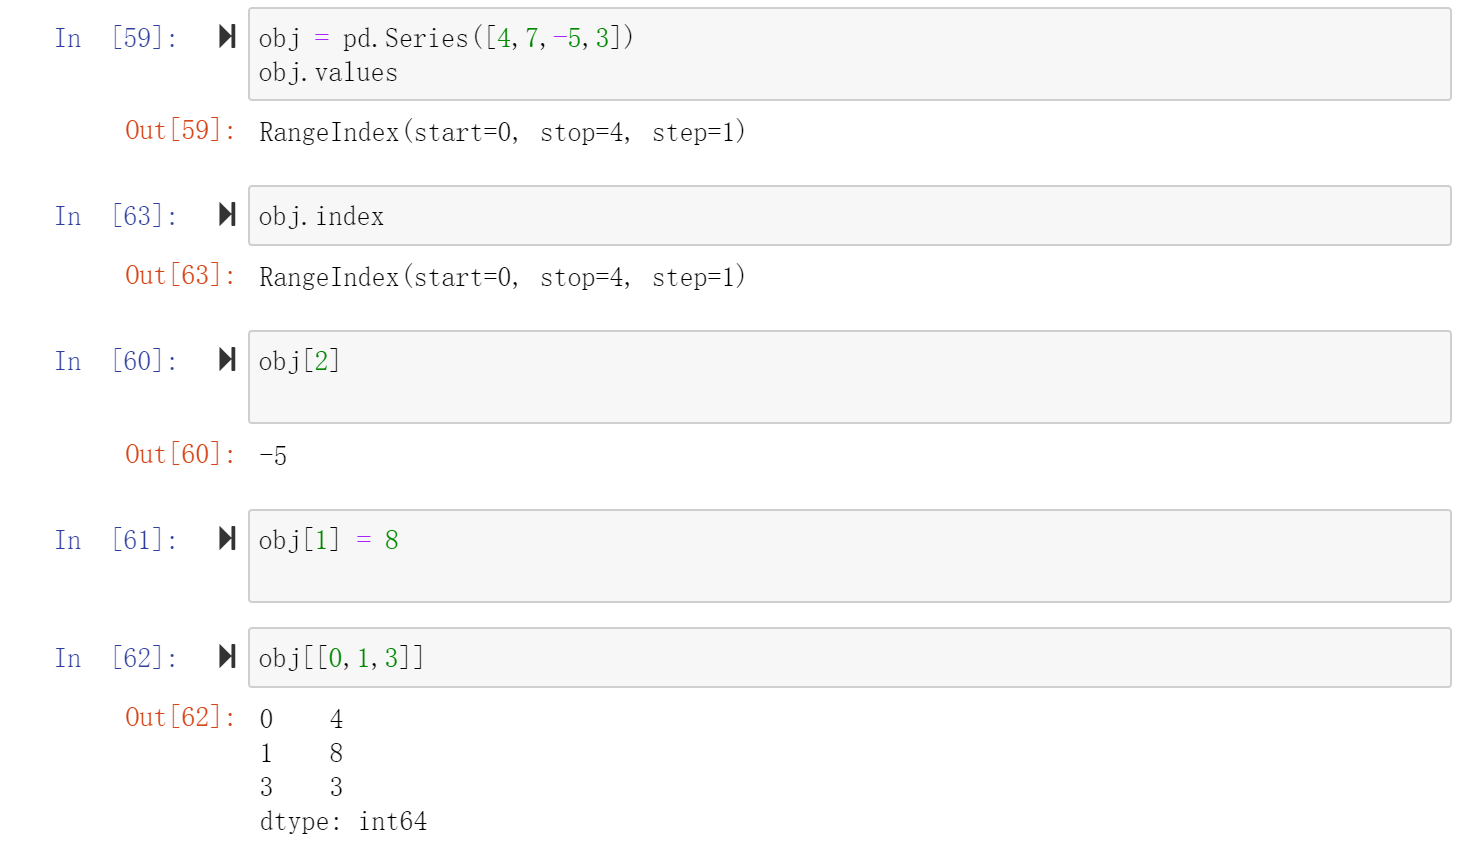 In [59]: obj = pd.Series([4,7,-5,3])
obj.values
Out[59]: RangeIndex(start=0, stop=4, step=1)
In [63]: obj.index
Out[63]: RangeIndex(start=0, stop=4, step=1)
In [60]: obj[2]
Out[60]: -5
In [61]: obj[1] = 8
In [62]: obj[[0,1,3]]
Out[62]: 0    4
1    8
3    3
dtype: int64